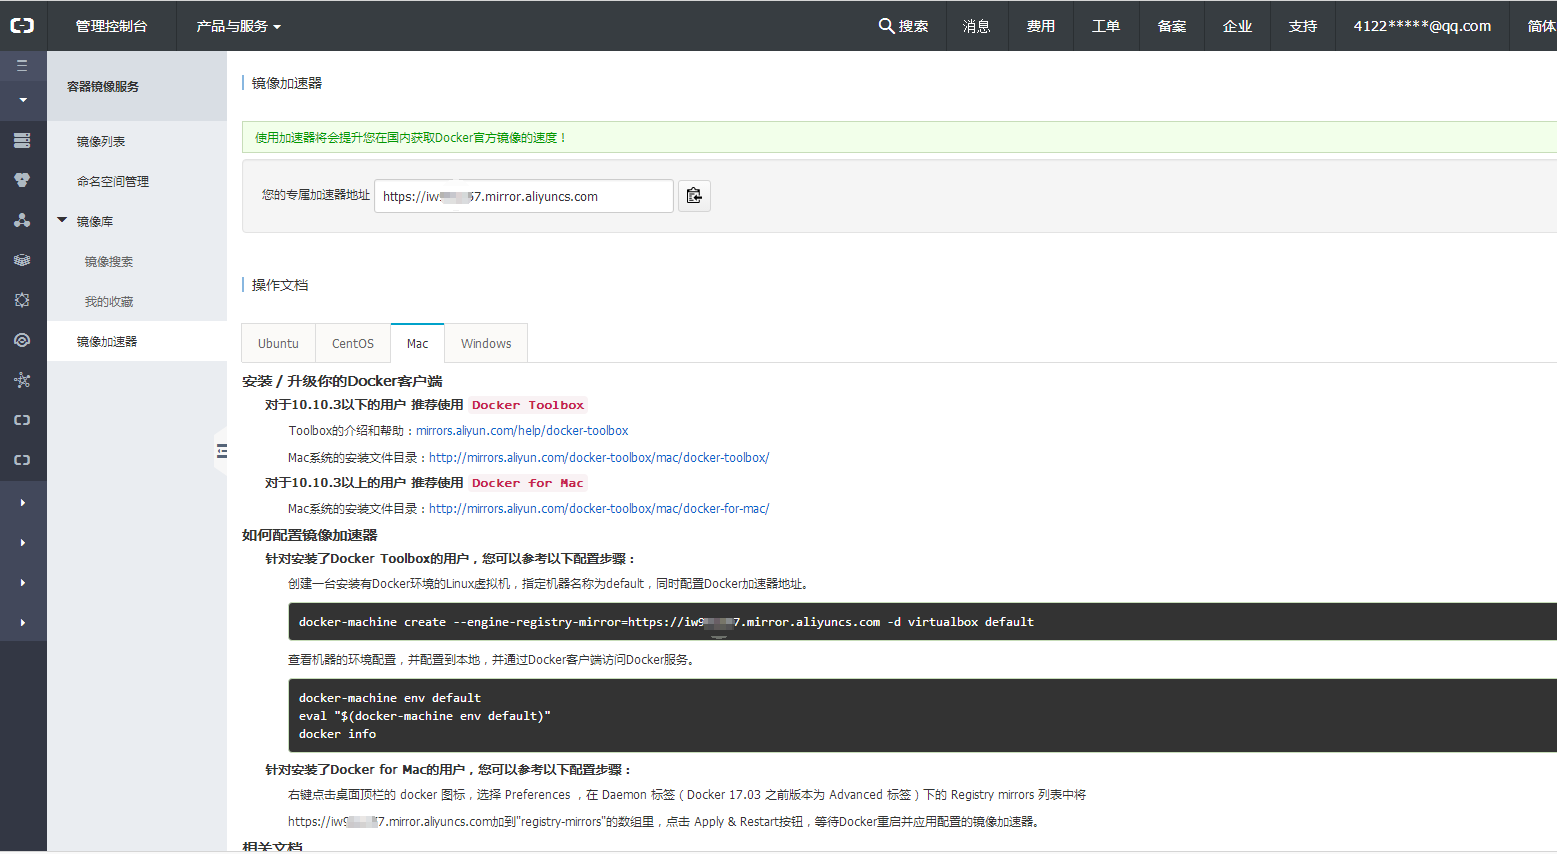 管理控制台
产品与服务
搜索
消息
费用
工单
备案
企业
支持
4122*****@qq.com
简体
容器镜像服务
镜像列表
命名空间管理
镜像库
镜像搜索
我的收藏
镜像加速器
镜像加速器
使用加速器将会提升您在国内获取Docker官方镜像的速度！
您的专属加速器地址 https://iw 7.mirror.aliyuncs.com
操作文档
Ubuntu CentOS Mac Windows
安装 / 升级你的Docker客户端
对于10.10.3以下的用户 推荐使用 Docker Toolbox
Toolbox的介绍和帮助：mirrors.aliyun.com/help/docker-toolbox
Mac系统的安装文件目录：http://mirrors.aliyun.com/docker-toolbox/mac/docker-toolbox/
对于10.10.3以上的用户 推荐使用 Docker for Mac
Mac系统的安装文件目录：http://mirrors.aliyun.com/docker-toolbox/mac/docker-for-mac/
如何配置镜像加速器
针对安装了Docker Toolbox的用户，您可以参考以下配置步骤：
创建一台安装有Docker环境的Linux虚拟机，指定机器名称为default，同时配置Docker加速器地址。
docker-machine create --engine-registry-mirror=https://iw9 7.mirror.aliyuncs.com -d virtualbox default
查看机器的环境配置，并配置到本地，并通过Docker客户端访问Docker服务。
docker-machine env default
eval "$(docker-machine env default)"
docker info
针对安装了Docker for Mac的用户，您可以参考以下配置步骤：
右键点击桌面顶栏的 docker 图标，选择 Preferences ，在 Daemon 标签（Docker 17.03 之前版本为 Advanced 标签）下的 Registry mirrors 列表中将
https://iw 7.mirror.aliyuncs.com加到"registry-mirrors"的数组里，点击 Apply & Restart按钮，等待Docker重启并应用配置的镜像加速器。
相关文档